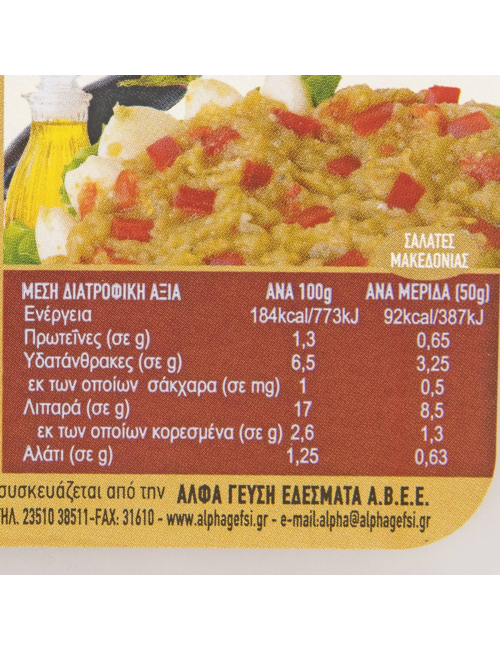 ΣΑΛΑΤΕΣ
ΜΑΚΕΔΟΝΙΑΣ
ΜΕΣΗ ΔΙΑΤΡΟΦΙΚΗ ΑΞΙΑ ΑΝΑ 100g ΑΝΑ ΜΕΡΙΔΑ (50g)
Ενέργεια 184kcal/773kJ 92kcal/387kJ
Πρωτεΐνες (σε g) 1,3 0,65
Υδατάνθρακες (σε g) 6,5 3,25
εκ των οποίων σάκχαρα (σε mg) 1 0,5
Λιπαρά (σε g) 17 8,5
εκ των οποίων κορεσμένα (σε g) 2,6 1,3
Αλάτι (σε g) 1,25 0,63
συσκευάζεται από την ΑΛΦΑ ΓΕΥΣΗ ΕΔΕΣΜΑΤΑ Α.Β.Ε.Ε.
ΤΗΛ. 23510 38511-FAX: 31610 - www.alphagefsi.gr - e-mail:alpha@alphagefsi.gr